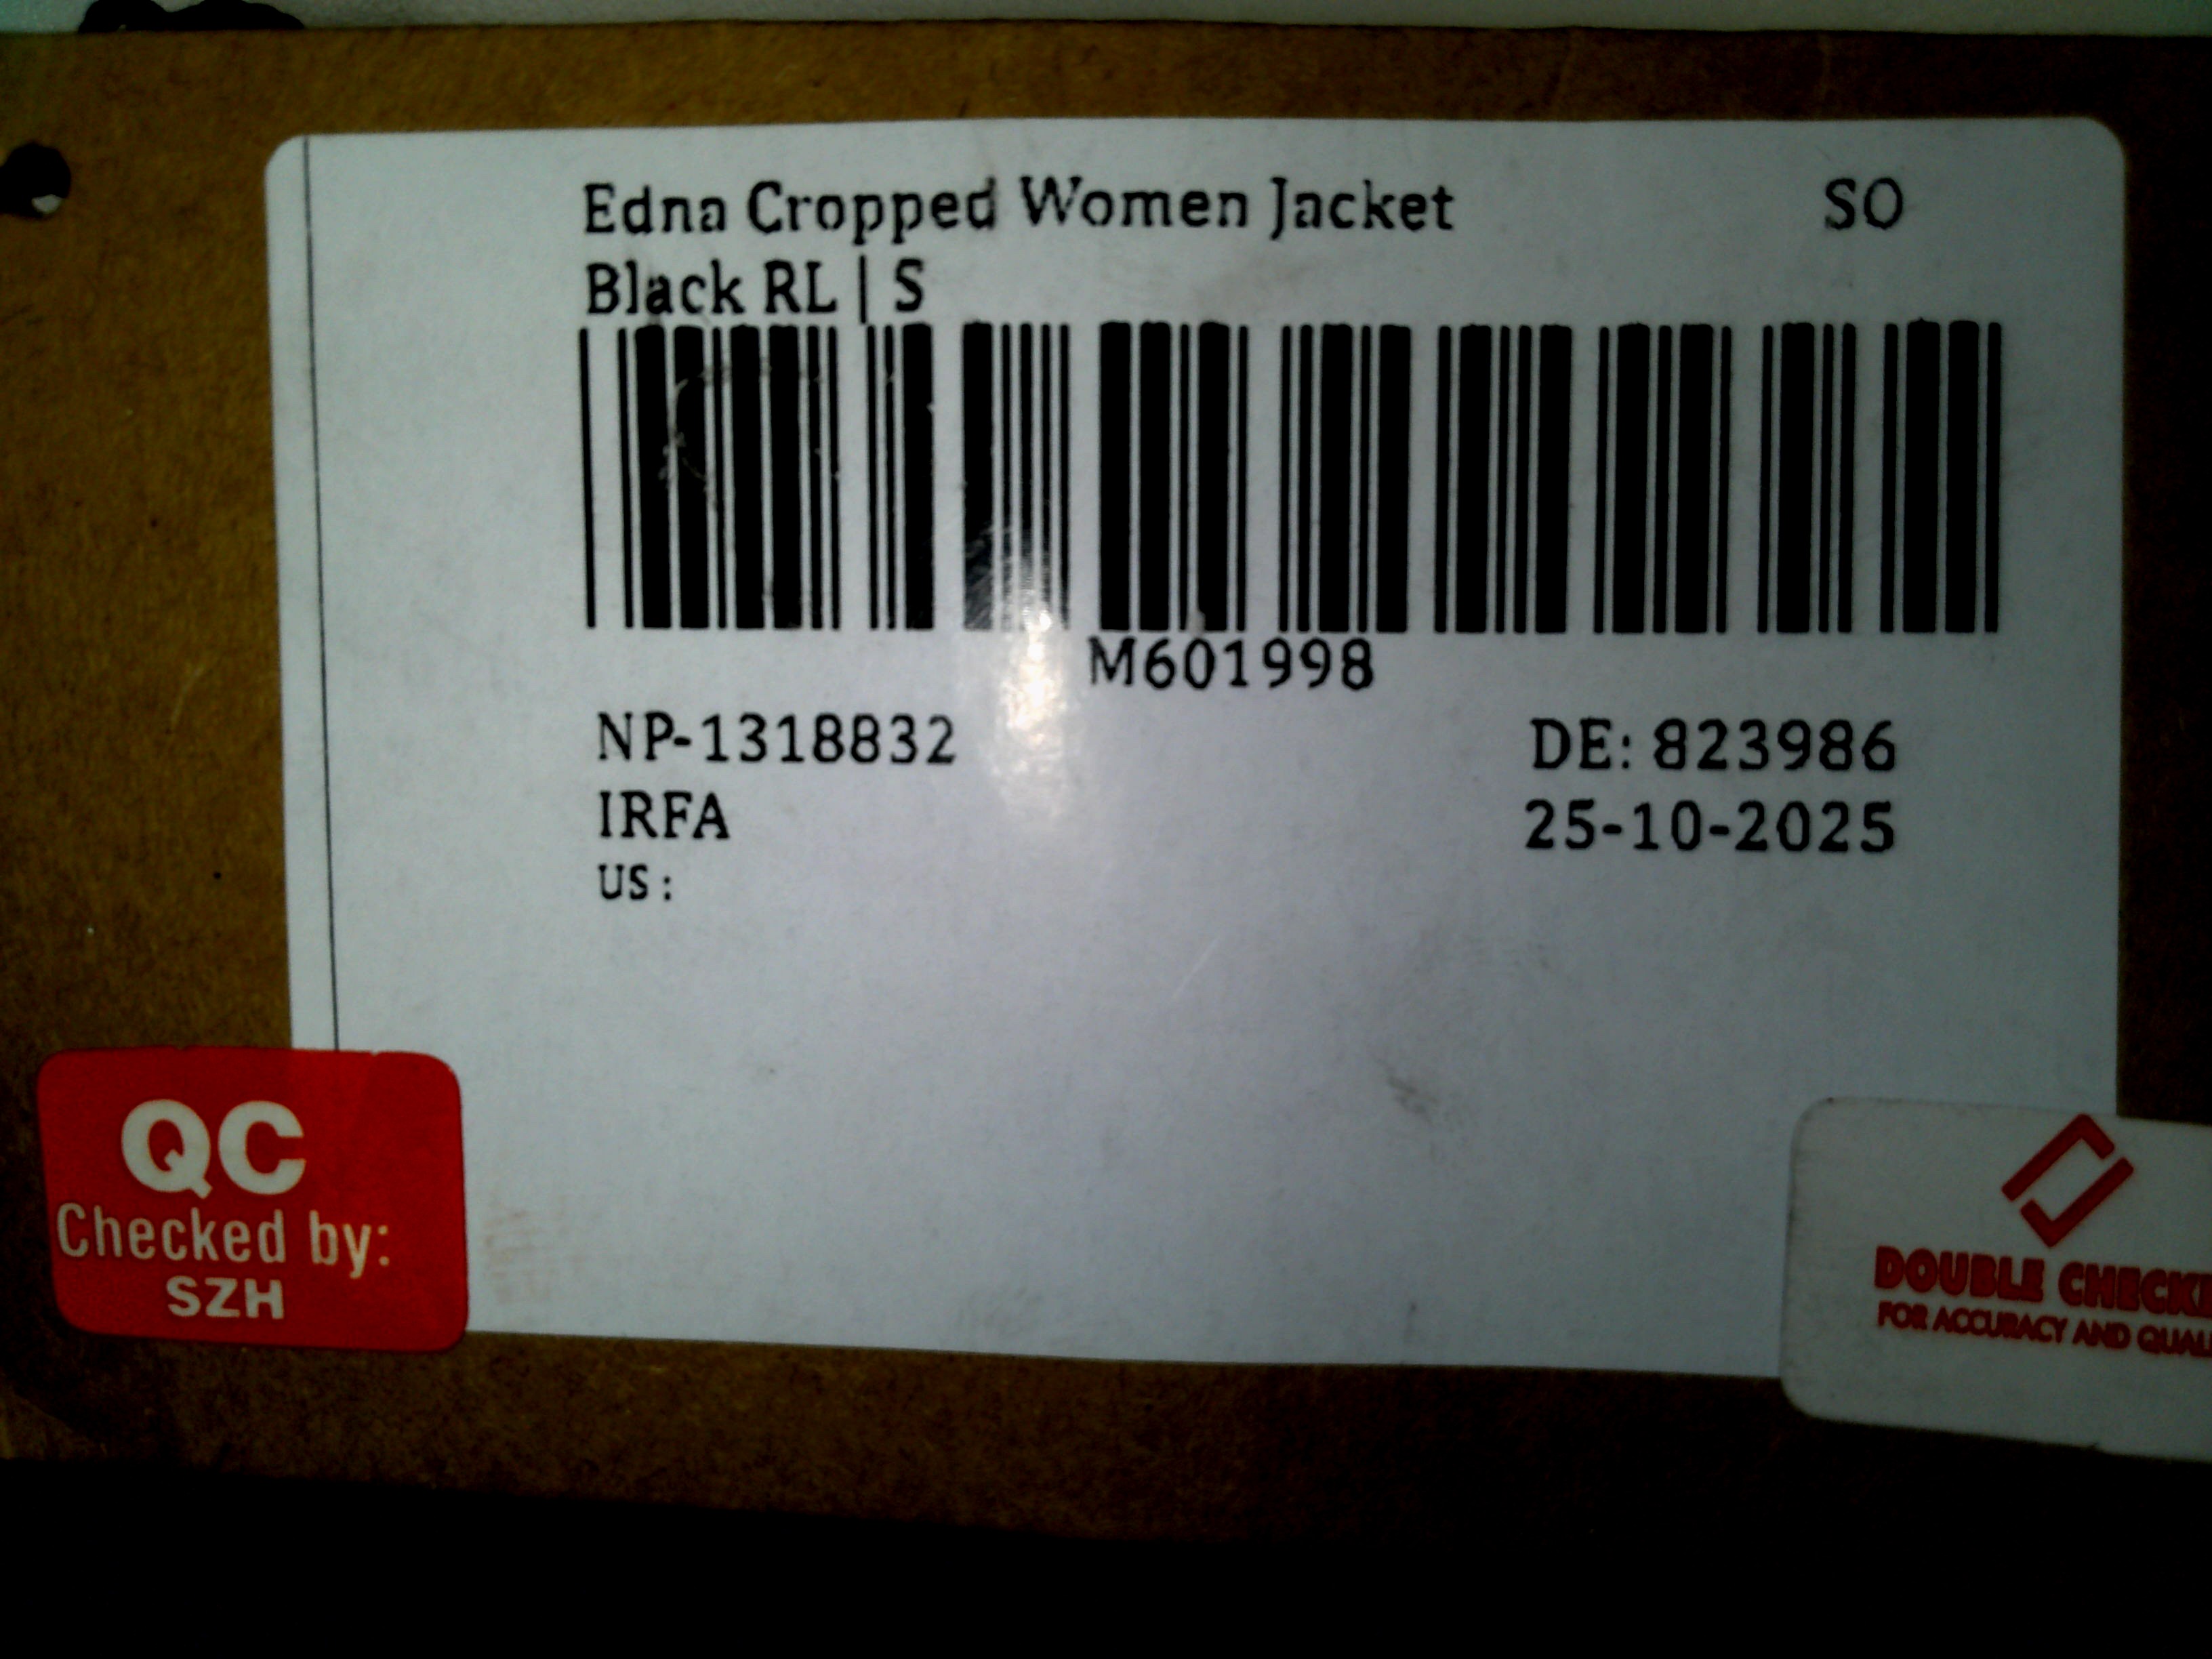 Edna Cropped Women Jacket SO
Black RL | S
M601998
NP-1318832 DE: 823986
IRFA 25-10-2025
US:
QC
Checked by:
SZH
DOUBLE
FOR ACCURACY AND